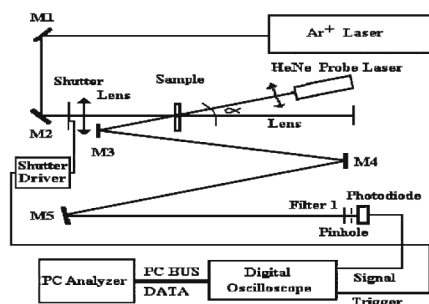 M1
Ar+ Laser
HeNe Probe Laser
Shutter
Lens
Sample
α
M2
M3
Lens
M4
Shutter
Driver
M5
Filter 1
Photodiode
Pinhole
PC Analyzer
PC BUS
DATA
Digital
Oscilloscope
Signal
Trigger